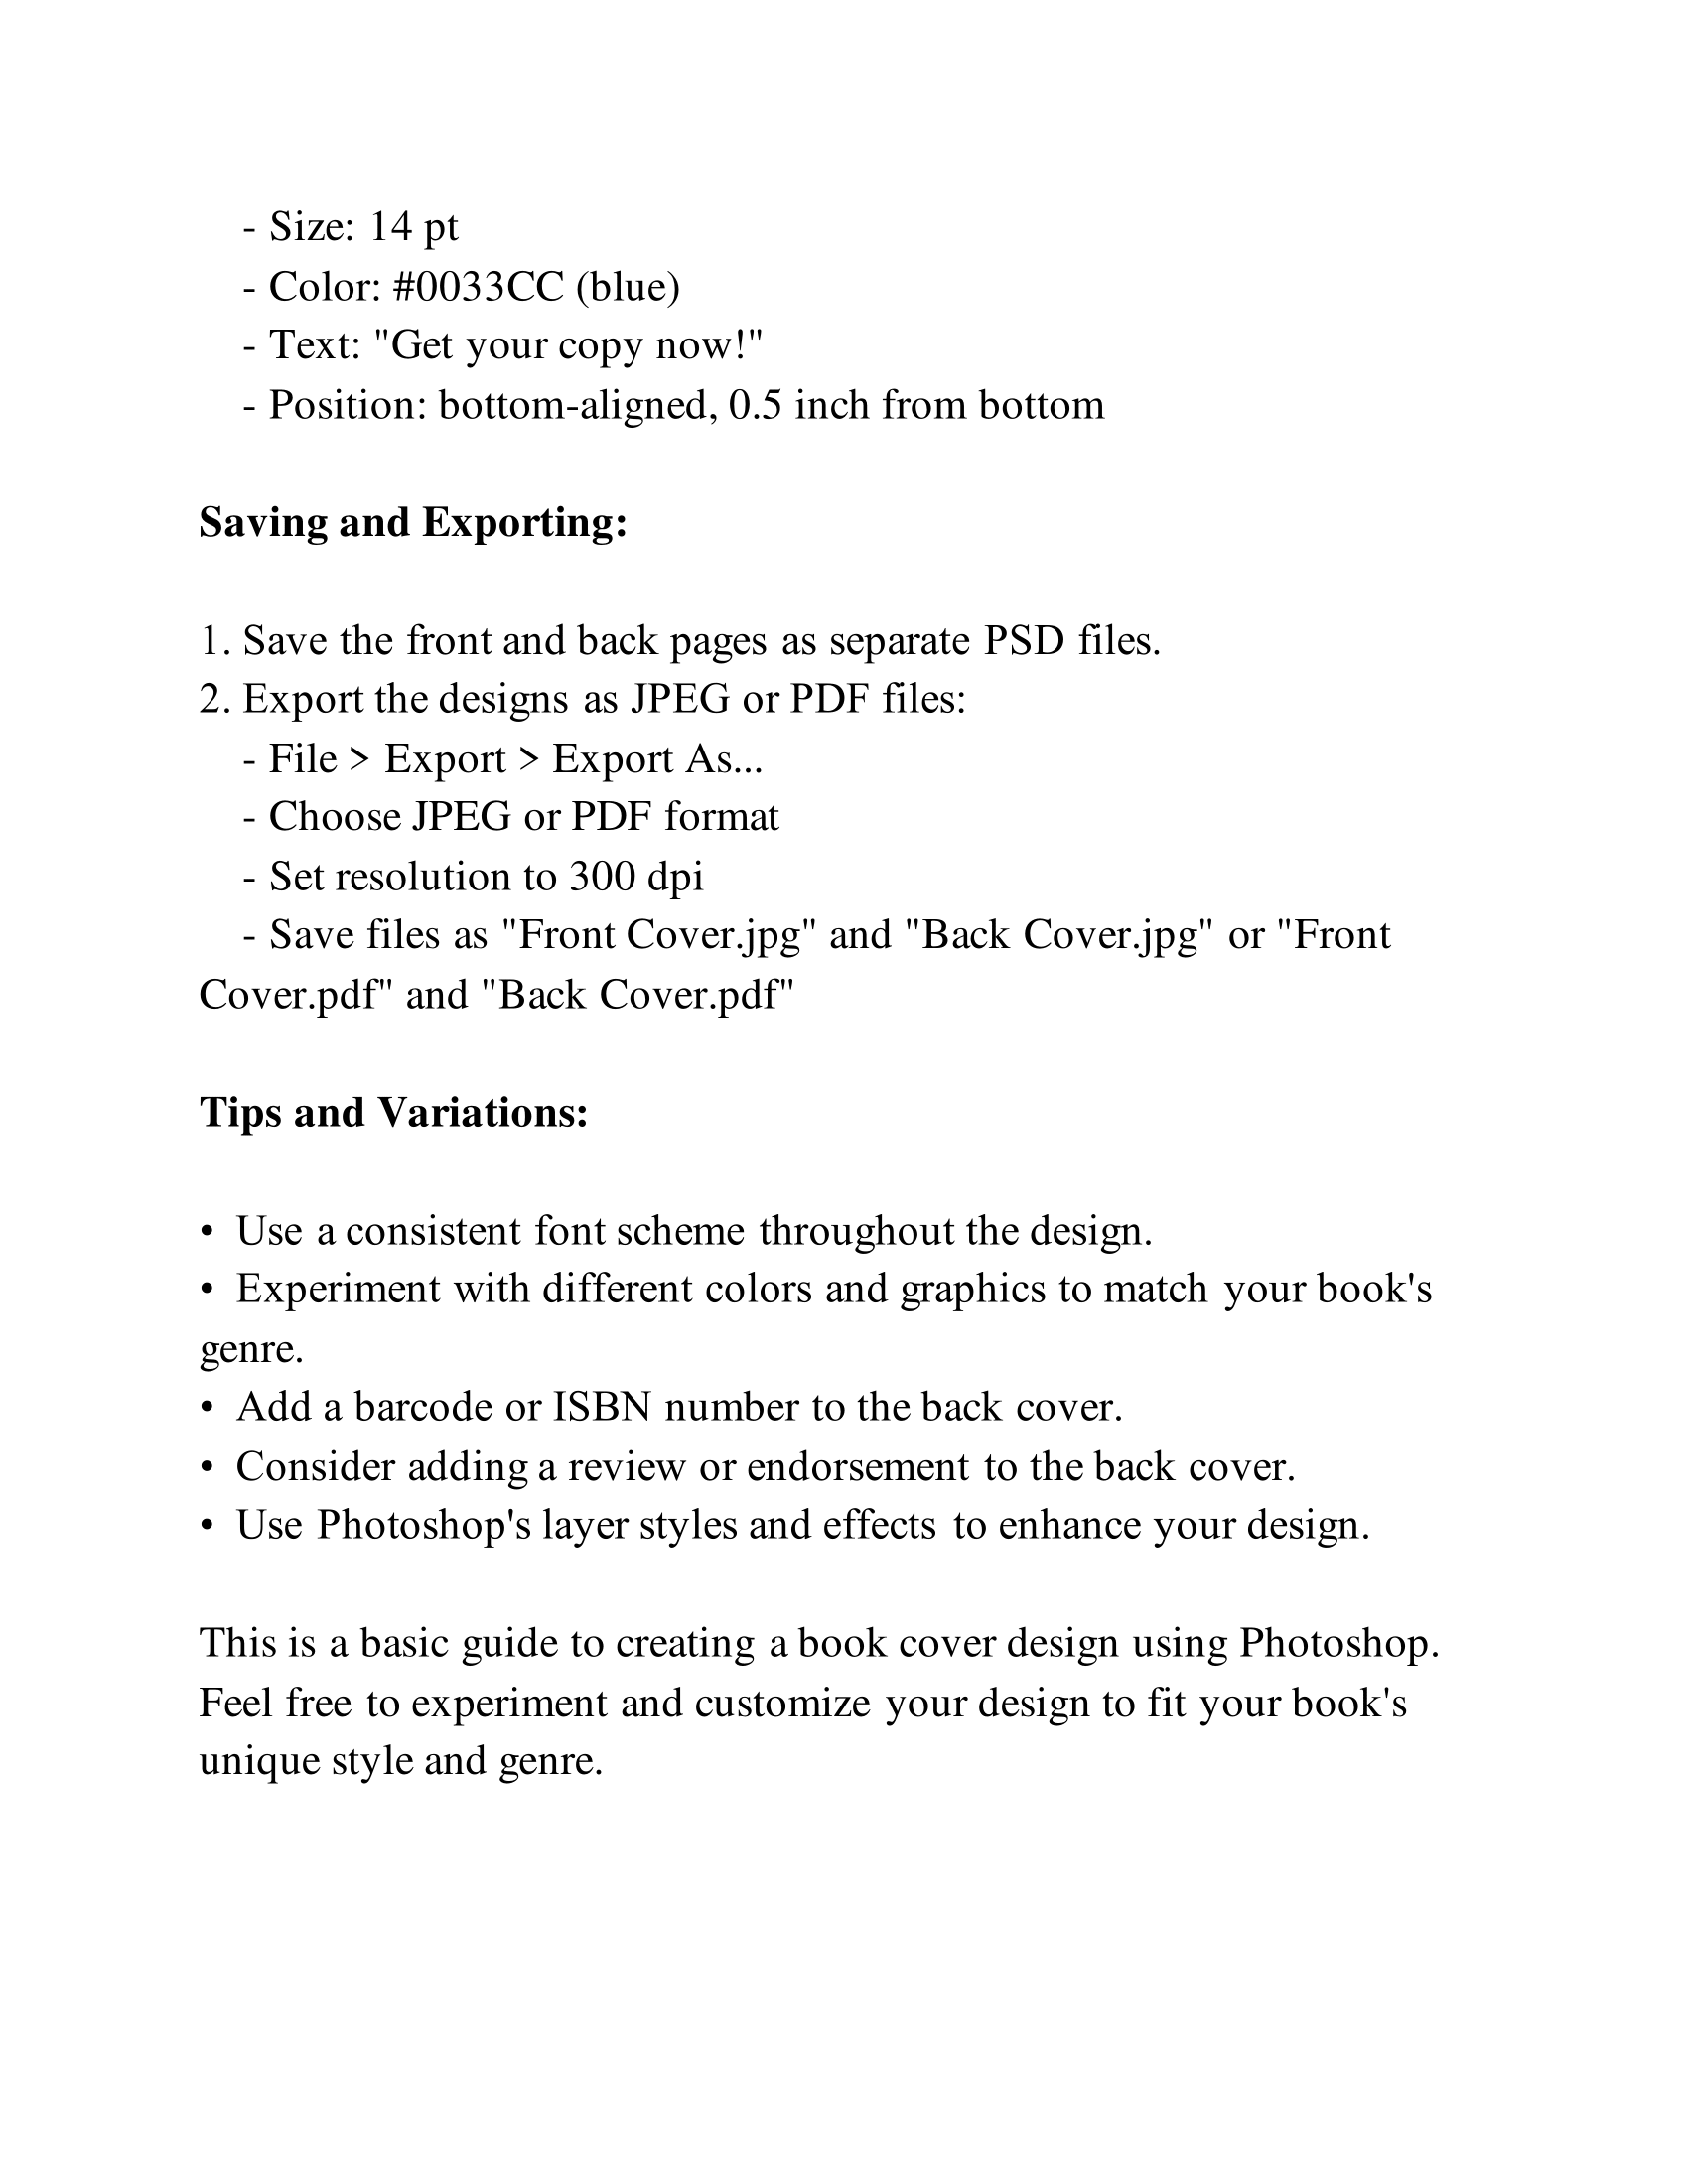 - Size: 14 pt
- Color: #0033CC (blue)
- Text: "Get your copy now!"
- Position: bottom-aligned, 0.5 inch from bottom
Saving and Exporting:
1. Save the front and back pages as separate PSD files.
2. Export the designs as JPEG or PDF files:
- File > Export > Export As...
- Choose JPEG or PDF format
- Set resolution to 300 dpi
- Save files as "Front Cover.jpg" and "Back Cover.jpg" or "Front
Cover.pdf" and "Back Cover.pdf"
Tips and Variations:
• Use a consistent font scheme throughout the design.
• Experiment with different colors and graphics to match your book's
genre.
• Add a barcode or ISBN number to the back cover.
• Consider adding a review or endorsement to the back cover.
• Use Photoshop's layer styles and effects to enhance your design.
This is a basic guide to creating a book cover design using Photoshop.
Feel free to experiment and customize your design to fit your book's
unique style and genre.